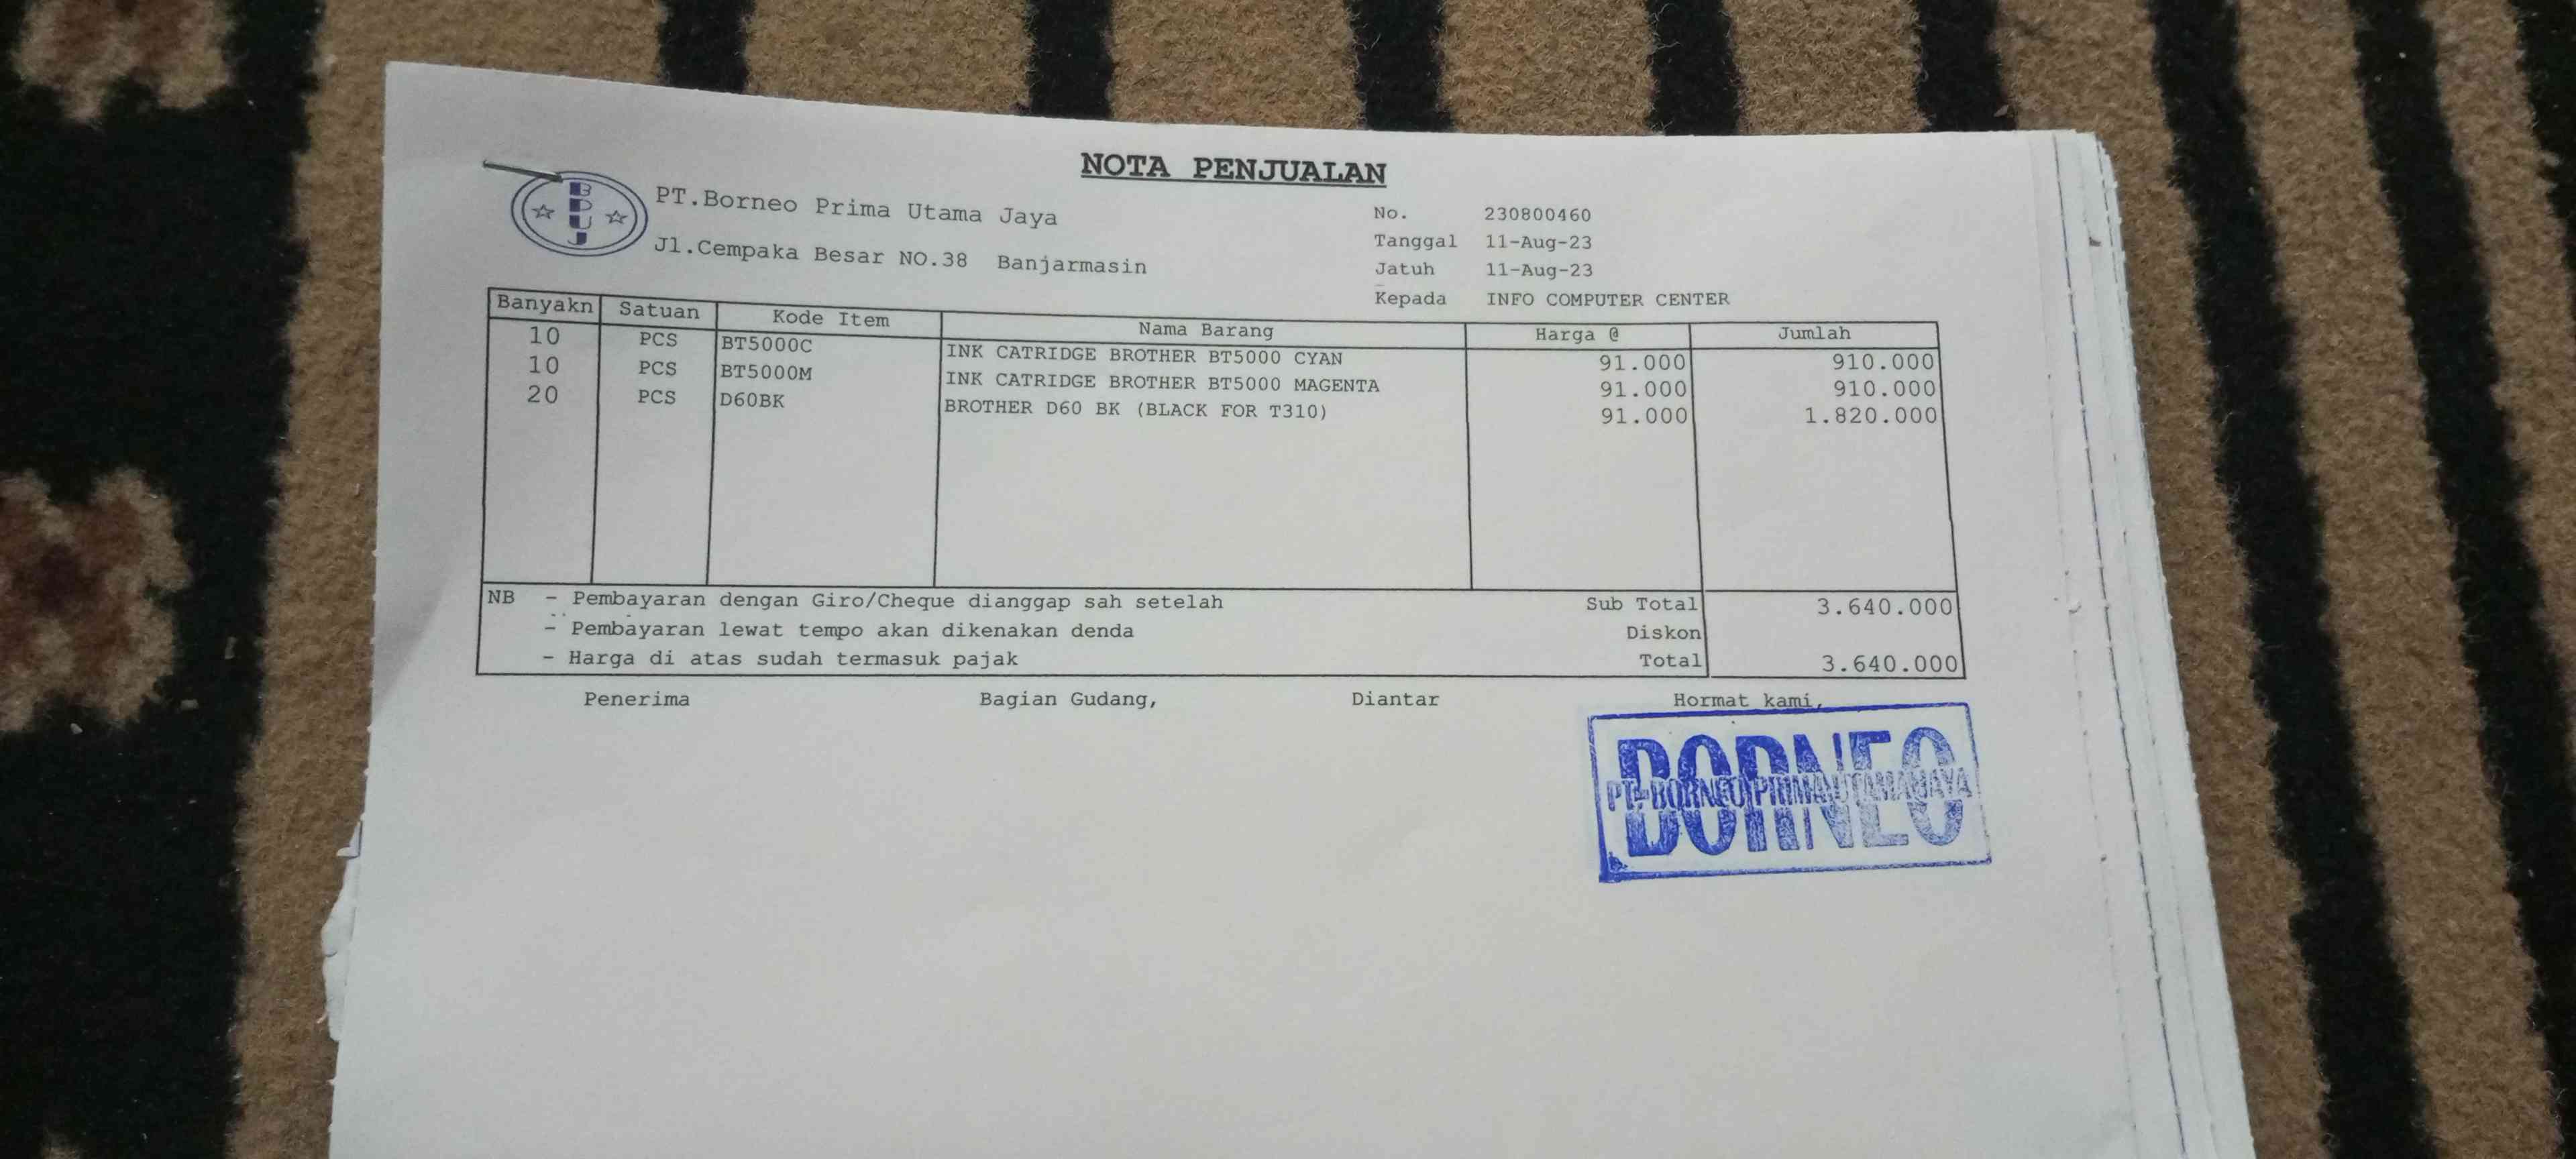 NOTA PENJUALAN
BPUJ
PT.Borneo Prima Utama Jaya
Jl.Cempaka Besar NO.38 Banjarmasin
No. 230800460
Tanggal 11-Aug-23
Jatuh 11-Aug-23
Kepada INFO COMPUTER CENTER
Banyakn Satuan Kode Item Nama Barang Harga @ Jumlah
10 PCS BT5000C INK CATRIDGE BROTHER BT5000 CYAN 91.000 910.000
10 PCS BT5000M INK CATRIDGE BROTHER BT5000 MAGENTA 91.000 910.000
20 PCS D60BK BROTHER D60 BK (BLACK FOR T310) 91.000 1.820.000
NB - Pembayaran dengan Giro/Cheque dianggap sah setelah Sub Total 3.640.000
- Pembayaran lewat tempo akan dikenakan denda Diskon
- Harga di atas sudah termasuk pajak Total 3.640.000
Penerima Bagian Gudang, Diantar Hormat kami,
BORNEO
PT. BORNEO PRIMA UTAMA JAYA